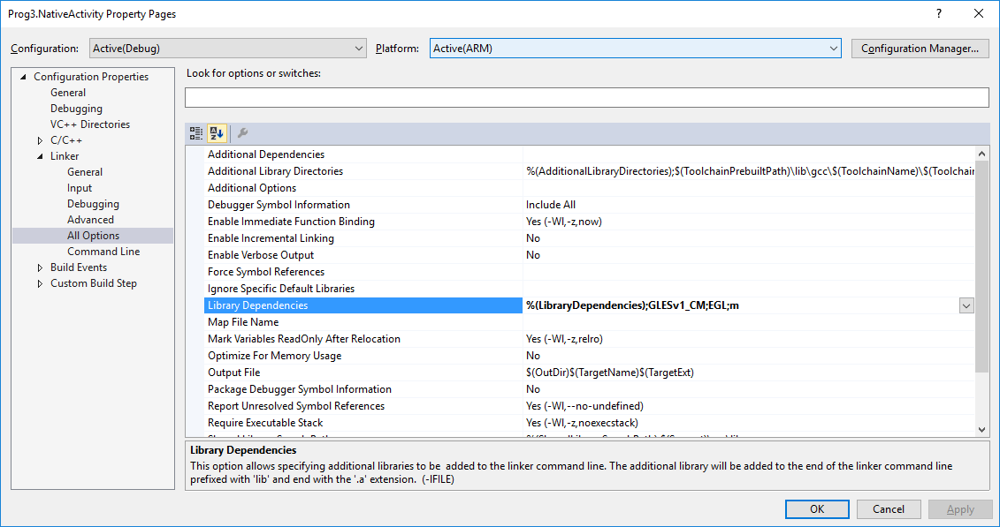 Prog3.NativeActivity Property Pages
?
Configuration: Active(Debug) Platform: Active(ARM) Configuration Manager...
Configuration Properties
General
Debugging
VC++ Directories
C/C++
Linker
General
Input
Debugging
Advanced
All Options
Command Line
Build Events
Custom Build Step
Look for options or switches:
Additional Dependencies
Additional Library Directories %(AdditionalLibraryDirectories);$(ToolchainPrebuiltPath)\lib\gcc\$(ToolchainName)\$(Toolchain
Additional Options
Debugger Symbol Information Include All
Enable Immediate Function Binding Yes (-Wl,-z,now)
Enable Incremental Linking No
Enable Verbose Output No
Force Symbol References
Ignore Specific Default Libraries
Library Dependencies %(LibraryDependencies);GLESv1_CM;EGL;m
Map File Name
Mark Variables ReadOnly After Relocation Yes (-Wl,-z,relro)
Optimize For Memory Usage No
Output File $(OutDir)$(TargetName)$(TargetExt)
Package Debugger Symbol Information No
Report Unresolved Symbol References Yes (-Wl,--no-undefined)
Require Executable Stack Yes (-Wl,-z,noexecstack)
Library Dependencies
This option allows specifying additional libraries to be  added to the linker command line. The additional library will be added to the end of the linker command line
prefixed with 'lib' and end with the '.a' extension.  (-lFILE)
OK Cancel Apply